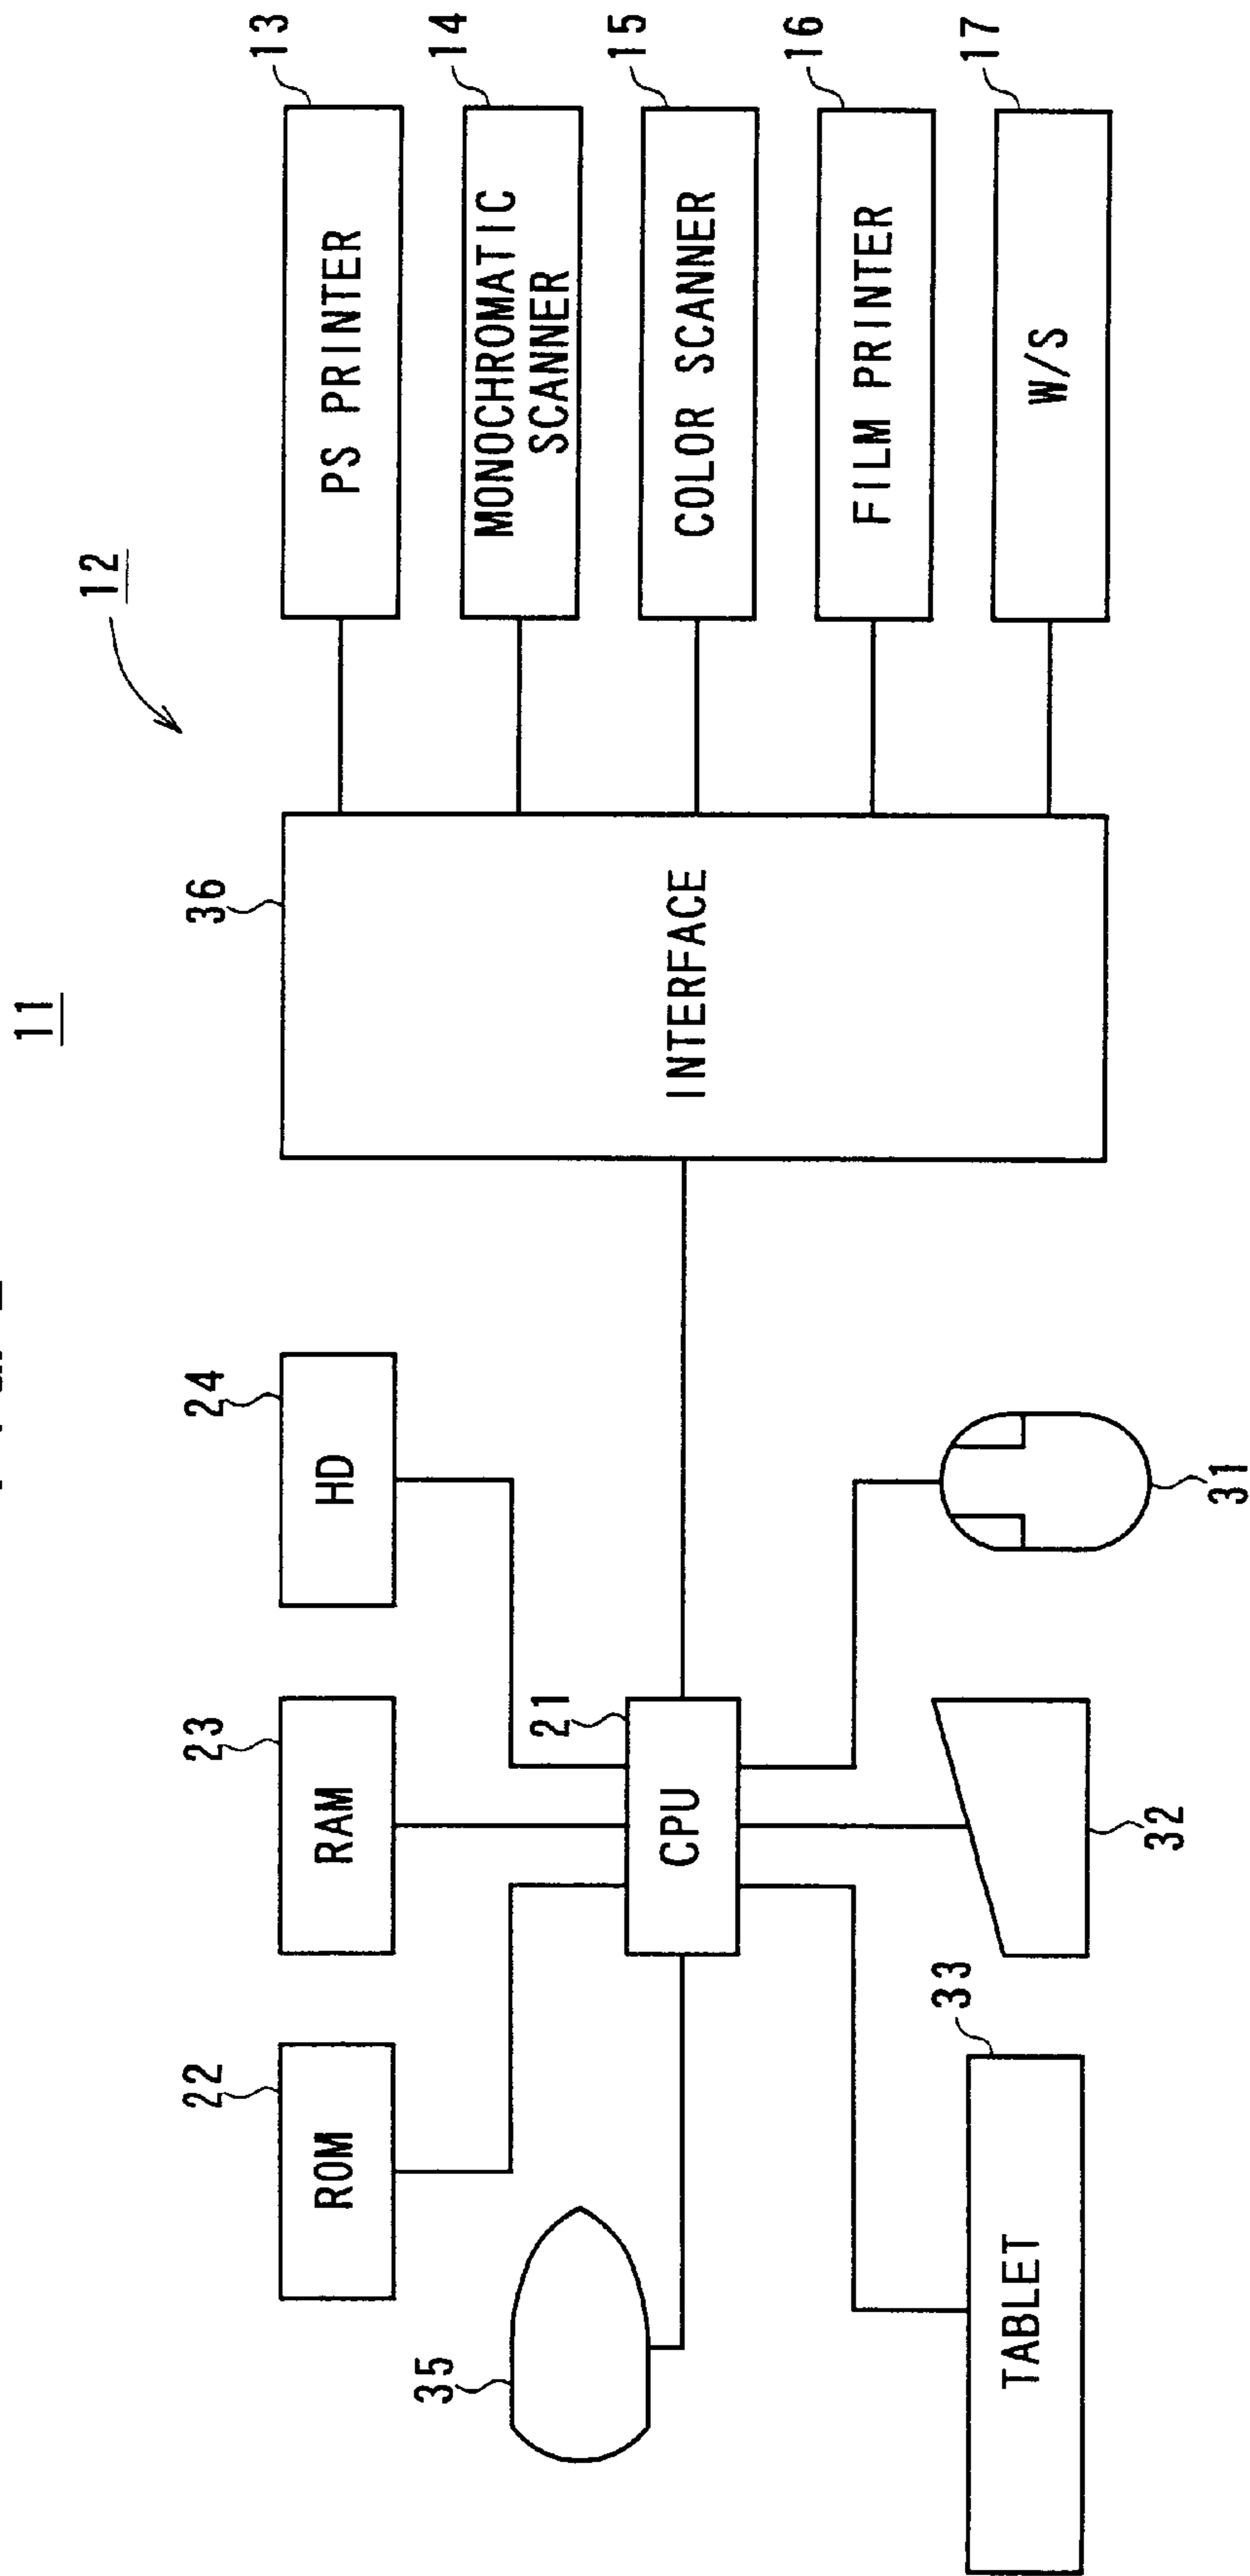 11
12
22
ROM
23
RAM
24
HD
36
INTERFACE
13
PS PRINTER
14
MONOCHROMATIC
SCANNER
15
COLOR SCANNER
16
FILM PRINTER
17
W/S
35
21
CPU
33
TABLET
32
31